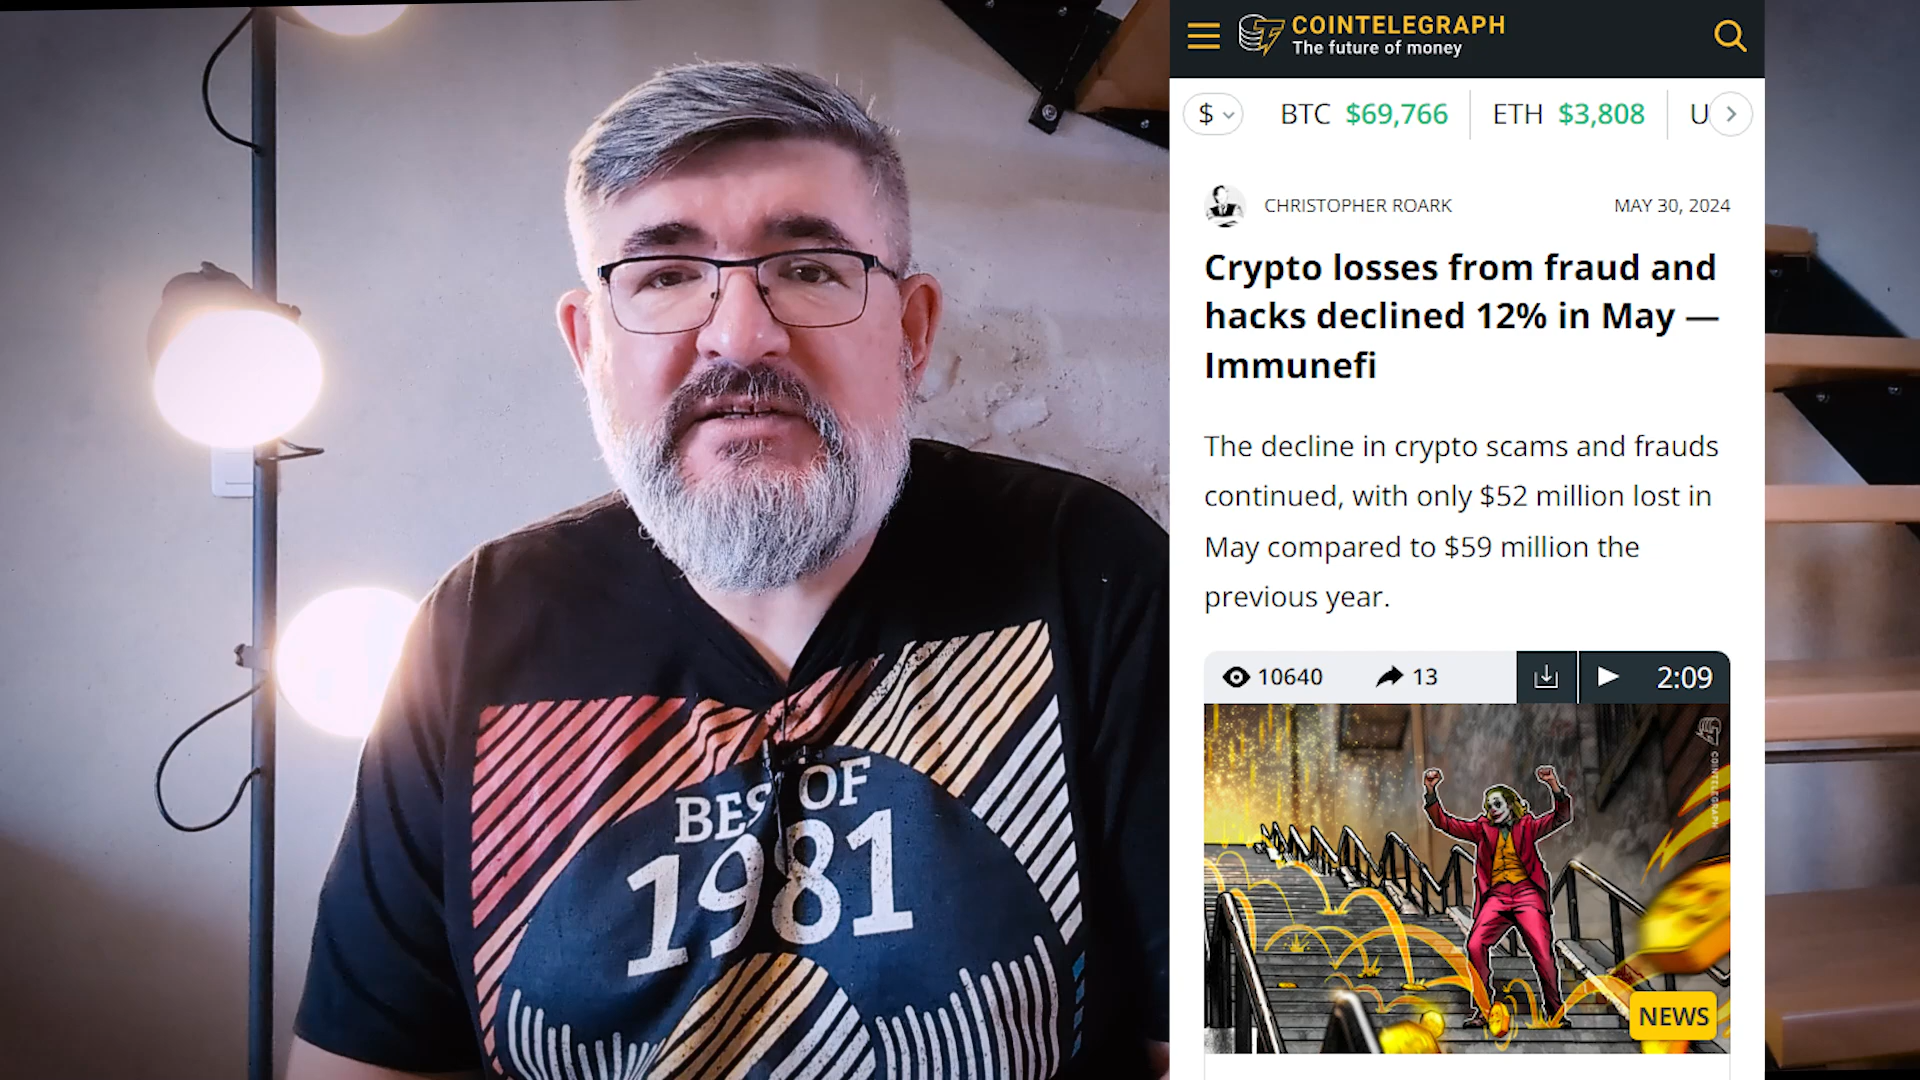 BEST OF
1981
COINTELEGRAPH
The future of money
$ BTC $69,766 ETH $3,808 U
CHRISTOPHER ROARK MAY 30, 2024
Crypto losses from fraud and
hacks declined 12% in May —
Immunefi
The decline in crypto scams and frauds
continued, with only $52 million lost in
May compared to $59 million the
previous year.
10640 13 2:09
COINTELEGRAPH
NEWS